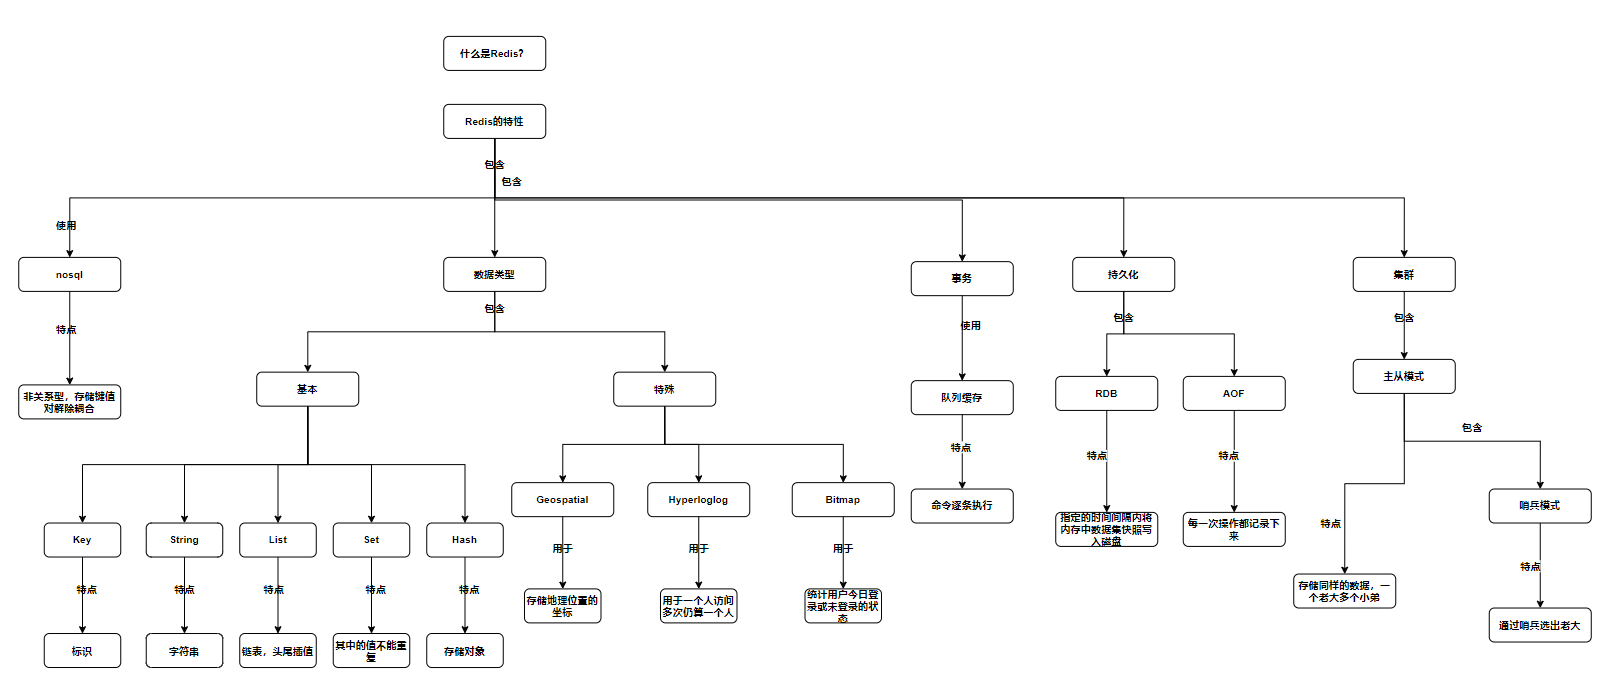 什么是Redis?
Redis的特性
包含
包含
使用
nosql
数据类型
事务
持久化
集群
特点
包含
使用
包含
包含
非关系型，存储键值
对解除耦合
基本
特殊
队列缓存
RDB
AOF
主从模式
特点
特点
特点
包含
Geospatial
Hyperloglog
Bitmap
命令逐条执行
指定的时间间隔内将
内存中数据集快照写
入磁盘
每一次操作都记录下
来
哨兵模式
特点
Key
String
List
Set
Hash
用于
用于
用于
特点
特点
特点
特点
特点
特点
存储地理位置的
坐标
用于一个人访问
多次仍算一个人
统计用户今日登
录或未登录的状
态
存储同样的数据，一
个老大多个小弟
标识
字符串
链表，头尾插值
其中的值不能重
复
存储对象
通过哨兵选出老大